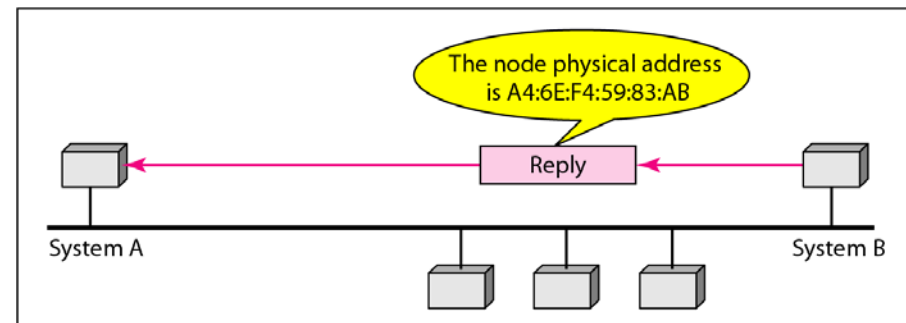 The node physical address
is A4:6E:F4:59:83:AB
Reply
System A
System B